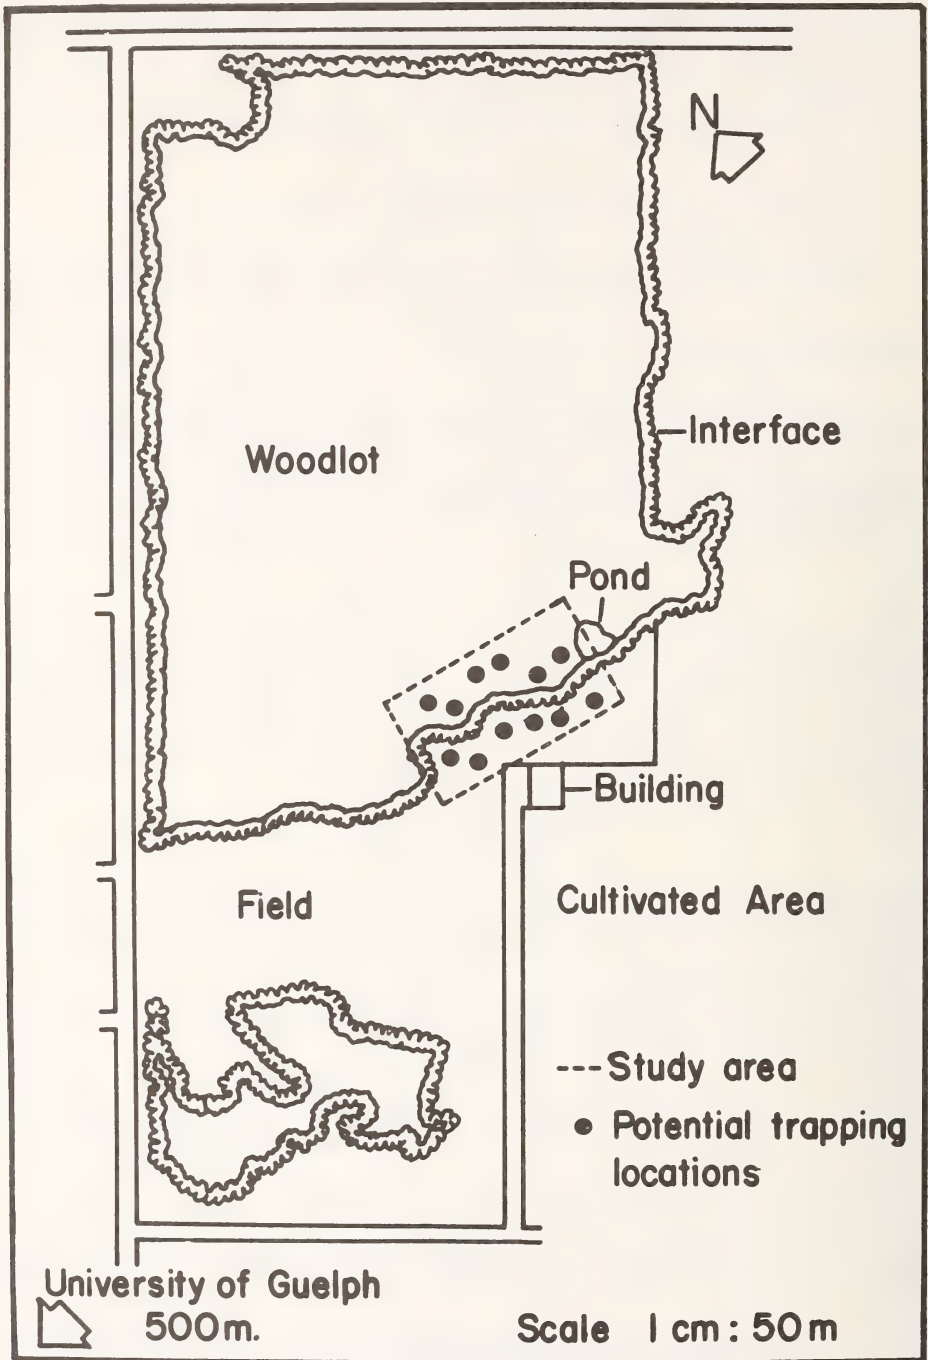 N
Interface
Woodlot
Pond
Building
Field
Cultivated Area
---Study area
● Potential trapping
locations
University of Guelph
500m.
Scale 1 cm : 50 m